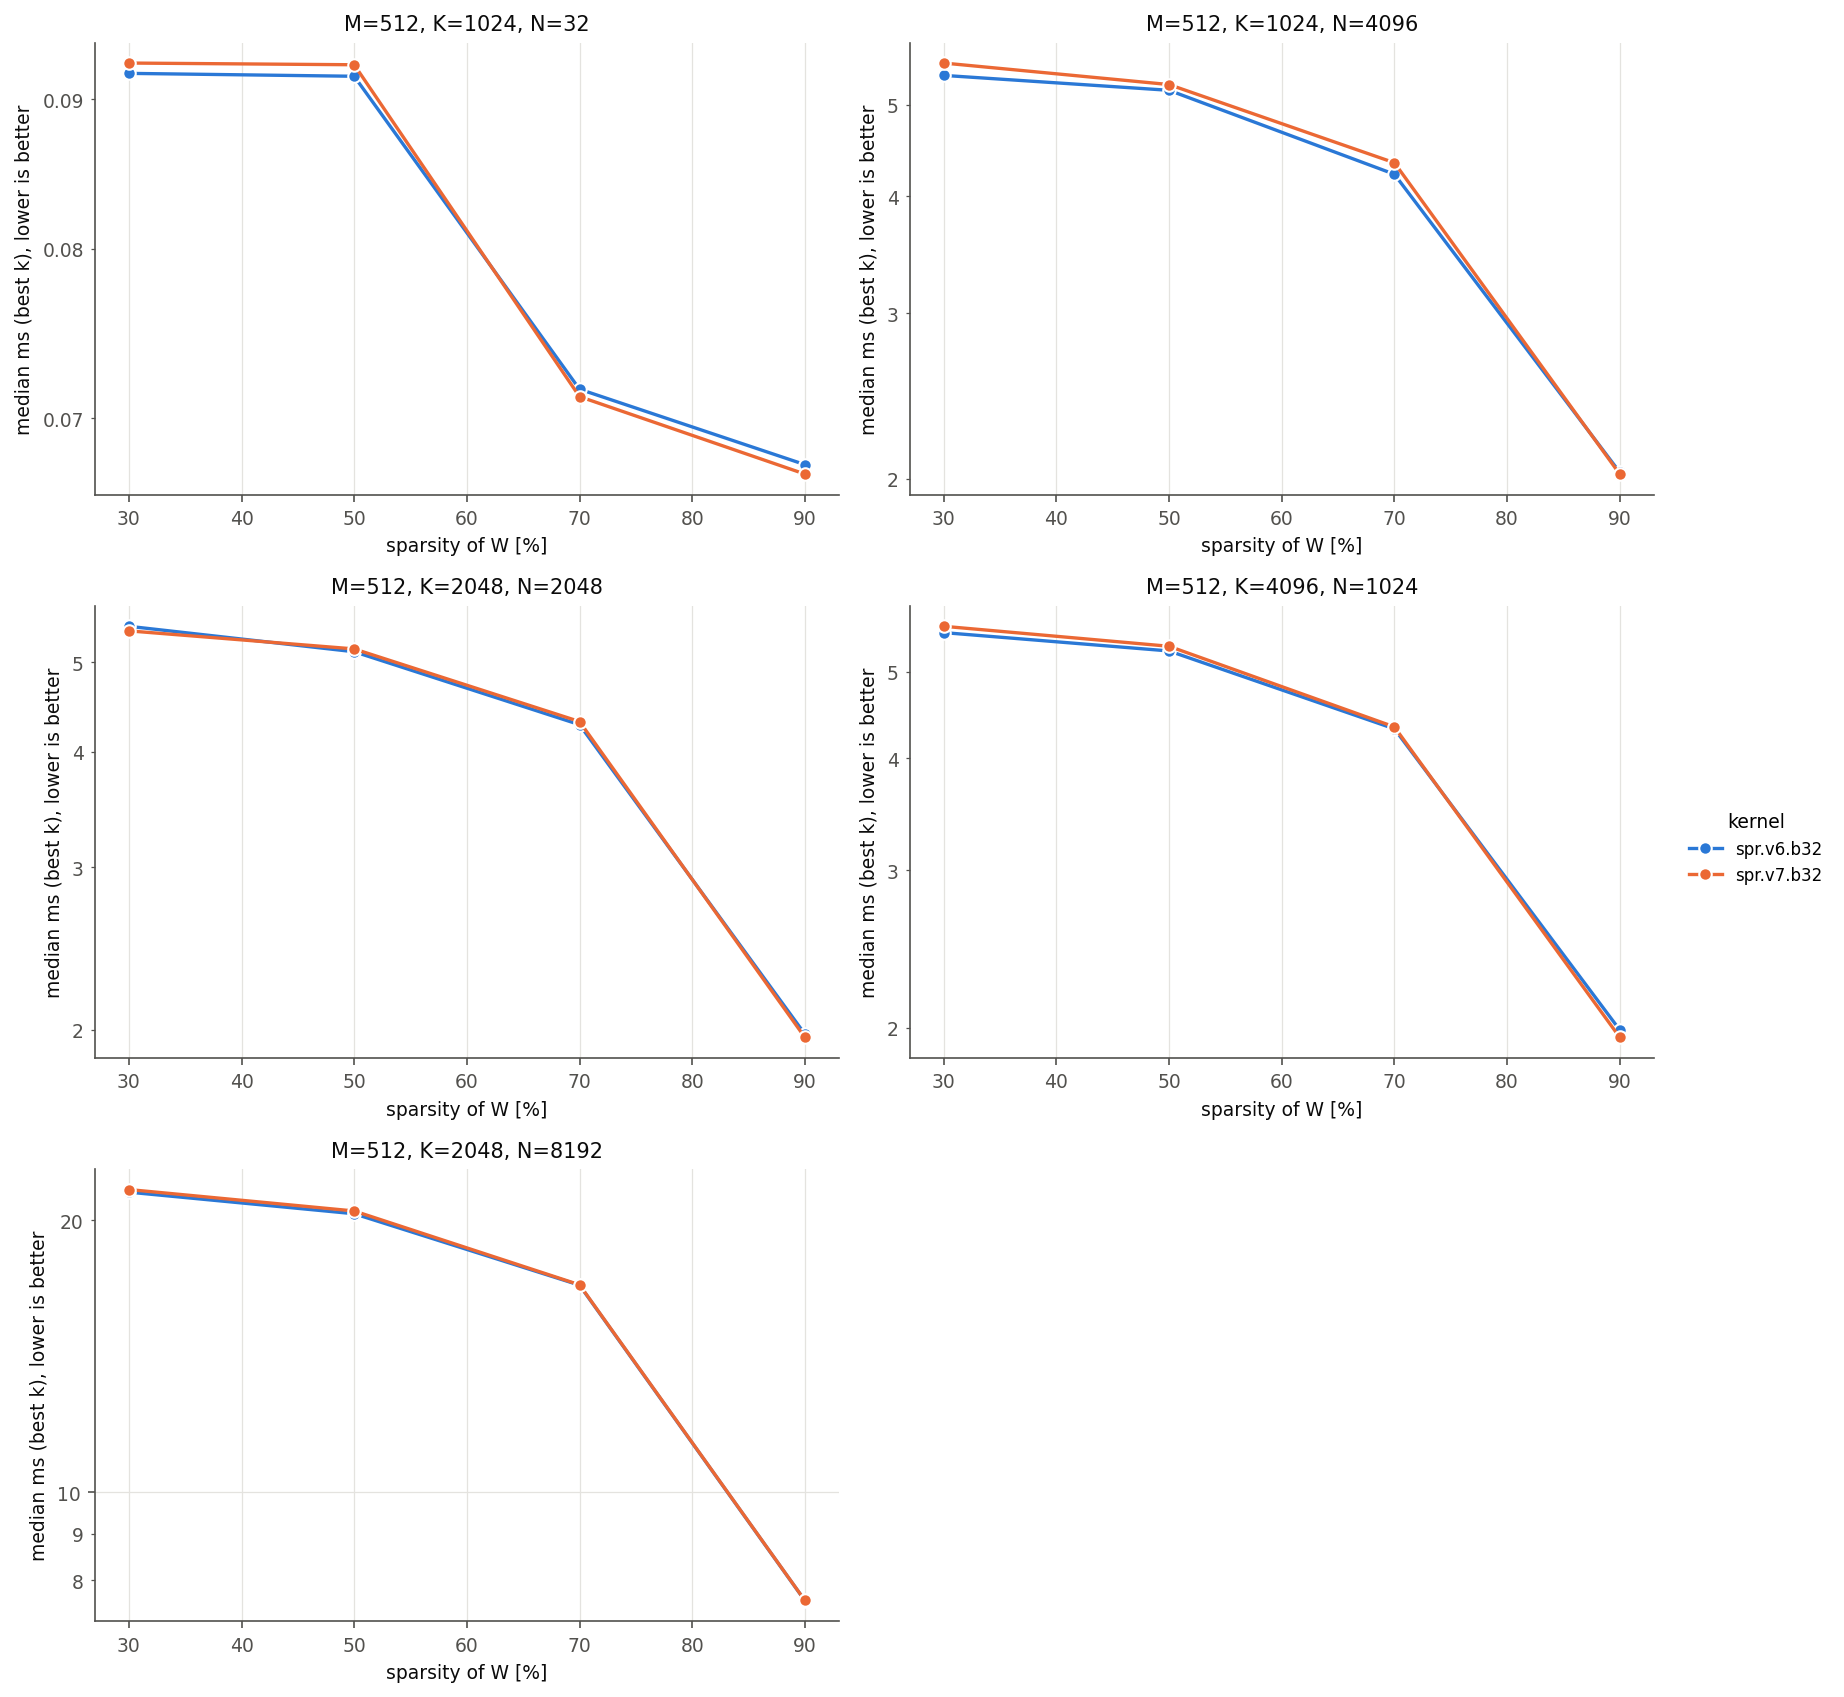 M=512, K=1024, N=32
median ms (best k), lower is better
0.09
0.08
0.07
30 40 50 60 70 80 90
sparsity of W [%]
M=512, K=1024, N=4096
median ms (best k), lower is better
5
4
3
2
30 40 50 60 70 80 90
sparsity of W [%]
M=512, K=2048, N=2048
median ms (best k), lower is better
5
4
3
2
30 40 50 60 70 80 90
sparsity of W [%]
M=512, K=4096, N=1024
median ms (best k), lower is better
5
4
3
2
30 40 50 60 70 80 90
sparsity of W [%]
kernel
spr.v6.b32
spr.v7.b32
M=512, K=2048, N=8192
median ms (best k), lower is better
20
10
9
8
30 40 50 60 70 80 90
sparsity of W [%]